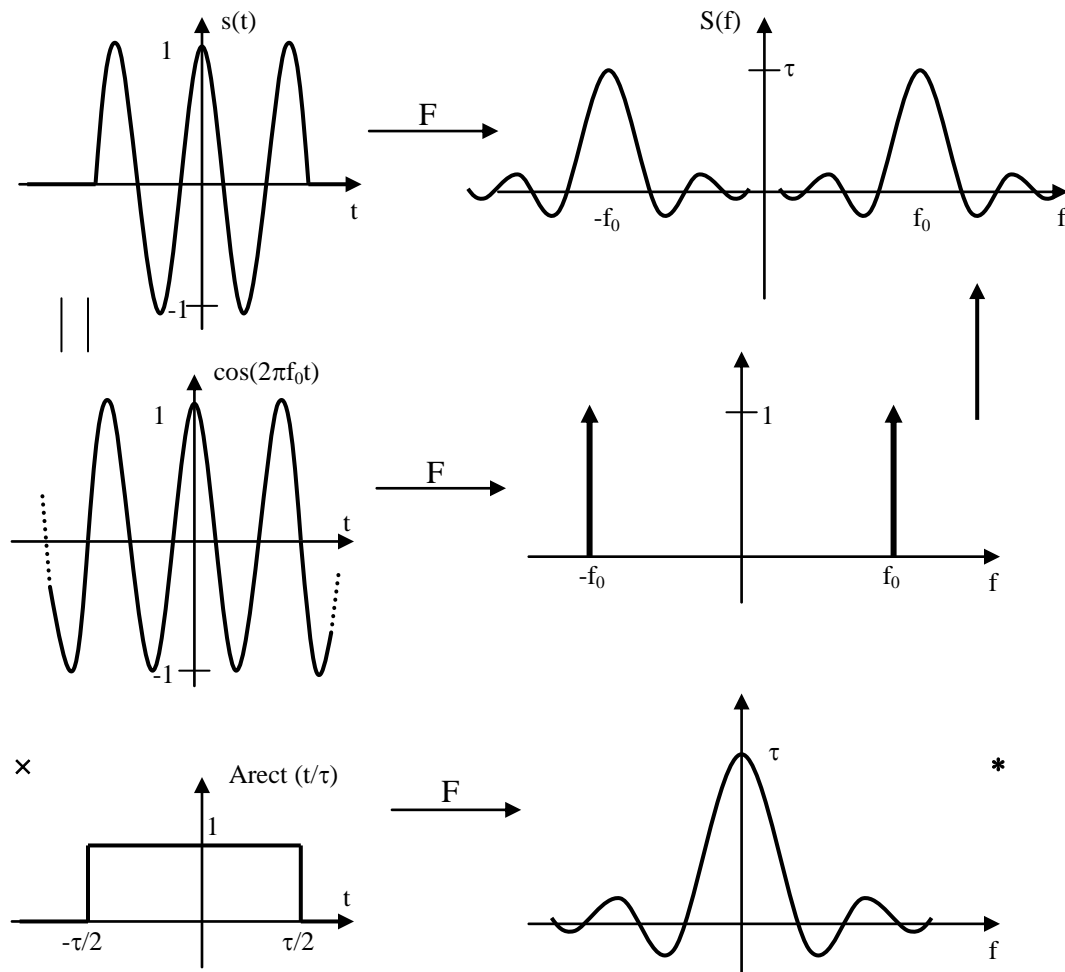 s(t)
S(f)
1
τ
F
t
-f₀
f₀
f
-1
cos(2πf₀t)
1
1
F
t
-f₀
f₀
f
-1
×
Arect (t/τ)
F
τ
*
1
t
-τ/2
τ/2
f